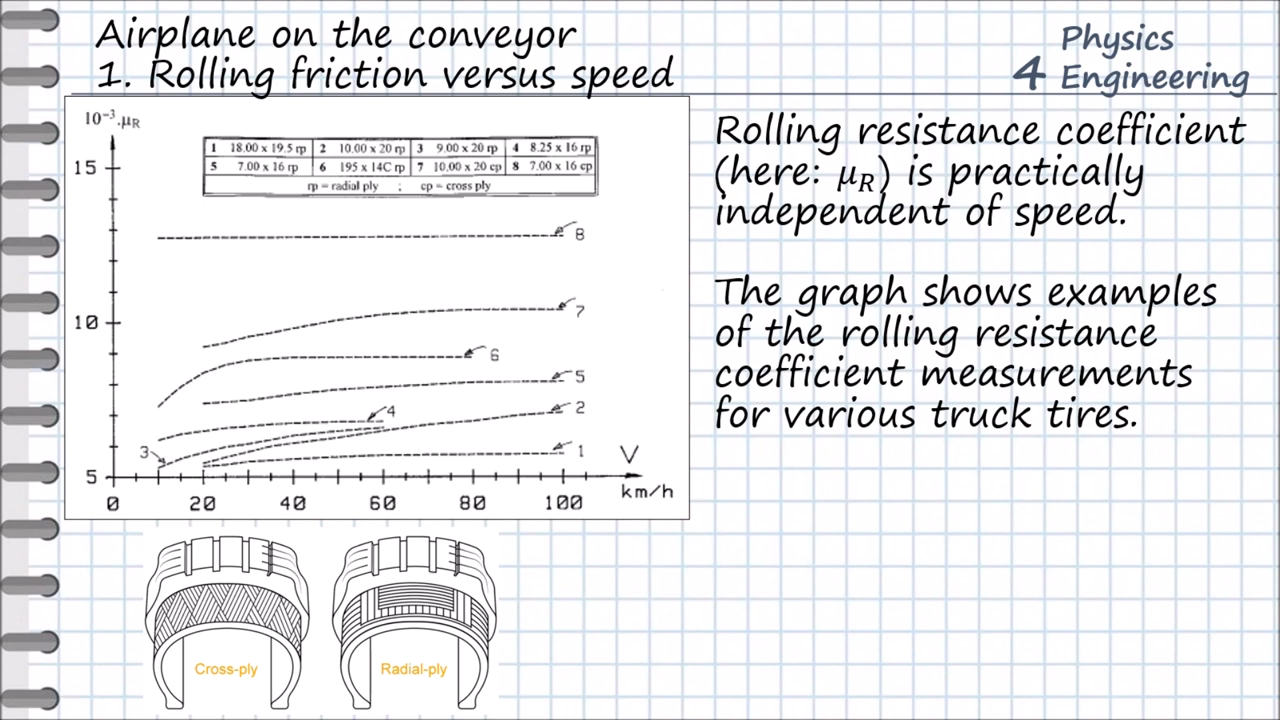 Airplane on the conveyor
1. Rolling friction versus speed
Physics
4 Engineering
10⁻³.μR
1 18.00 x 19.5 rp 2 10.00 x 20 rp 3 9.00 x 20 rp 4 8.25 x 16 rp
5 7.00 x 16 rp 6 195 x 14C rp 7 10.00 x 20 cp 8 7.00 x 16 cp
rp = radial ply ; cp = cross ply
15
8
10
7
6
5
4
2
3
1
V
5
km/h
0 20 40 60 80 100
Rolling resistance coefficient
(here: μR) is practically
independent of speed.
The graph shows examples
of the rolling resistance
coefficient measurements
for various truck tires.
Cross-ply
Radial-ply